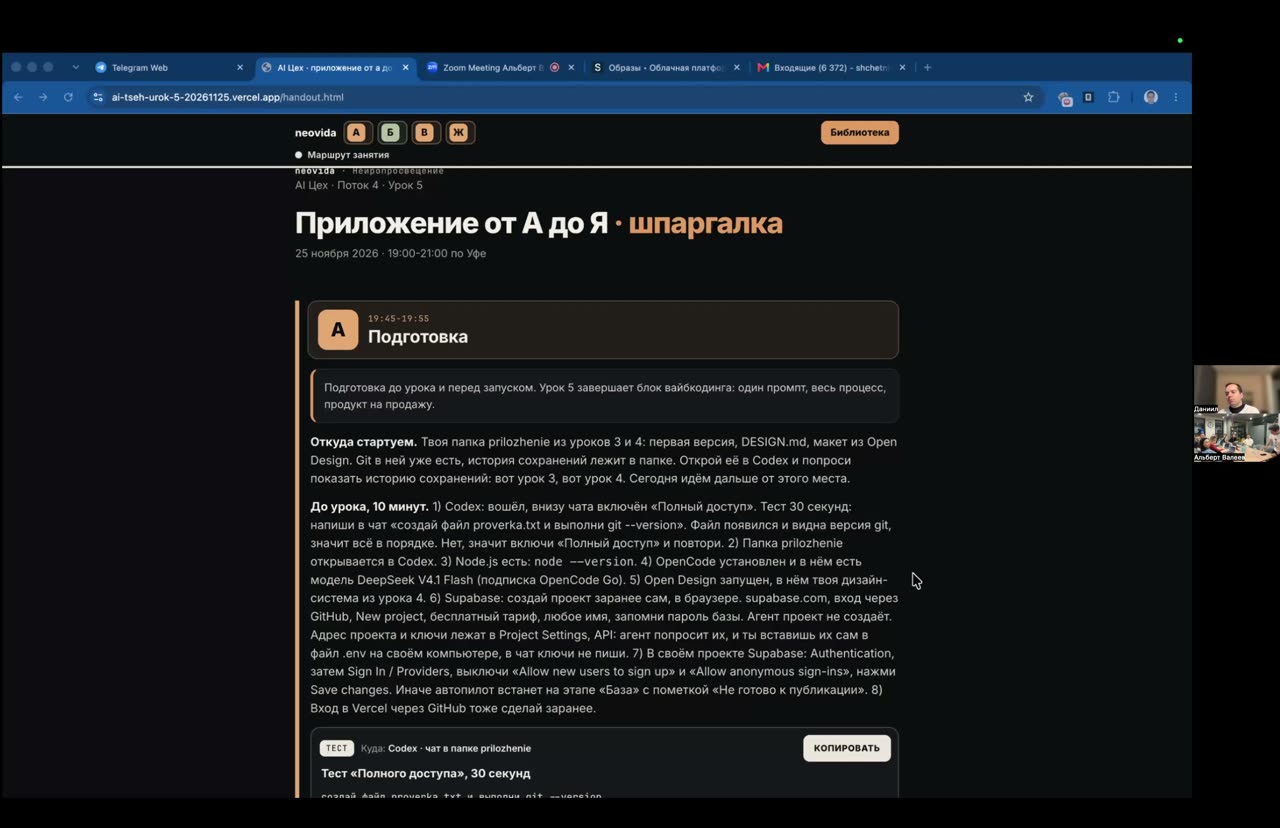 Telegram Web
AI Цех · приложение от а до
Zoom Meeting Альберт В
Образы • Облачная платфо
Входящие (6 372) - shchetn
ai-tseh-urok-5-20261125.vercel.app/handout.html
neovida А Б В Ж
Библиотека
Маршрут занятия
neovida · Нейропросвещение
AI Цех · Поток 4 · Урок 5
Приложение от А до Я · шпаргалка
25 ноября 2026 · 19:00-21:00 по Уфе
А
19:45-19:55
Подготовка
Подготовка до урока и перед запуском. Урок 5 завершает блок вайбкодинга: один промпт, весь процесс,
продукт на продажу.
Откуда стартуем. Твоя папка prilozhenie из уроков 3 и 4: первая версия, DESIGN.md, макет из Open
Design. Git в ней уже есть, история сохранений лежит в папке. Открой её в Codex и попроси
показать историю сохранений: вот урок 3, вот урок 4. Сегодня идём дальше от этого места.
До урока, 10 минут. 1) Codex: вошёл, внизу чата включён «Полный доступ». Тест 30 секунд:
напиши в чат «создай файл proverka.txt и выполни git --version». Файл появился и видна версия git,
значит всё в порядке. Нет, значит включи «Полный доступ» и повтори. 2) Папка prilozhenie
открывается в Codex. 3) Node.js есть: node --version. 4) OpenCode установлен и в нём есть
модель DeepSeek V4.1 Flash (подписка OpenCode Go). 5) Open Design запущен, в нём твоя дизайн-
система из урока 4. 6) Supabase: создай проект заранее сам, в браузере. supabase.com, вход через
GitHub, New project, бесплатный тариф, любое имя, запомни пароль базы. Агент проект не создаёт.
Адрес проекта и ключи лежат в Project Settings, API: агент попросит их, и ты вставишь их сам в
файл .env на своём компьютере, в чат ключи не пиши. 7) В своём проекте Supabase: Authentication,
затем Sign In / Providers, выключи «Allow new users to sign up» и «Allow anonymous sign-ins», нажми
Save changes. Иначе автопилот встанет на этапе «База» с пометкой «Не готово к публикации». 8)
Вход в Vercel через GitHub тоже сделай заранее.
ТЕСТ Куда: Codex · чат в папке prilozhenie
КОПИРОВАТЬ
Тест «Полного доступа», 30 секунд
создай файл proverka.txt и выполни git --version
Даниил
Альберт Валеев